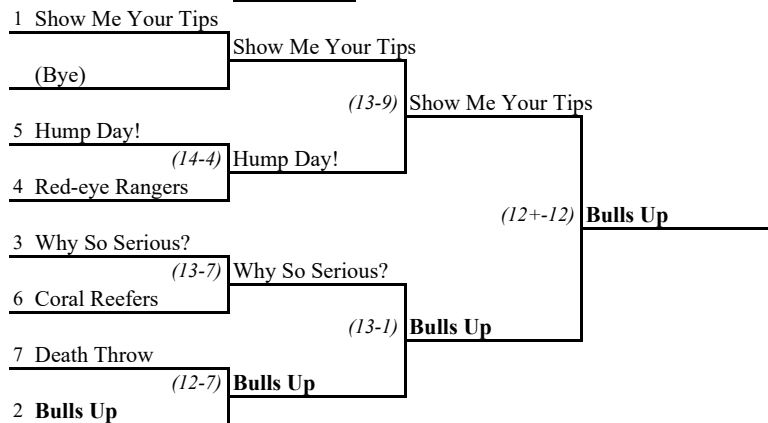 1 Show Me Your Tips
Show Me Your Tips
(Bye)
(13-9) Show Me Your Tips
5 Hump Day!
(14-4) Hump Day!
4 Red-eye Rangers
(12+-12) Bulls Up
3 Why So Serious?
(13-7) Why So Serious?
6 Coral Reefers
(13-1) Bulls Up
7 Death Throw
(12-7) Bulls Up
2 Bulls Up